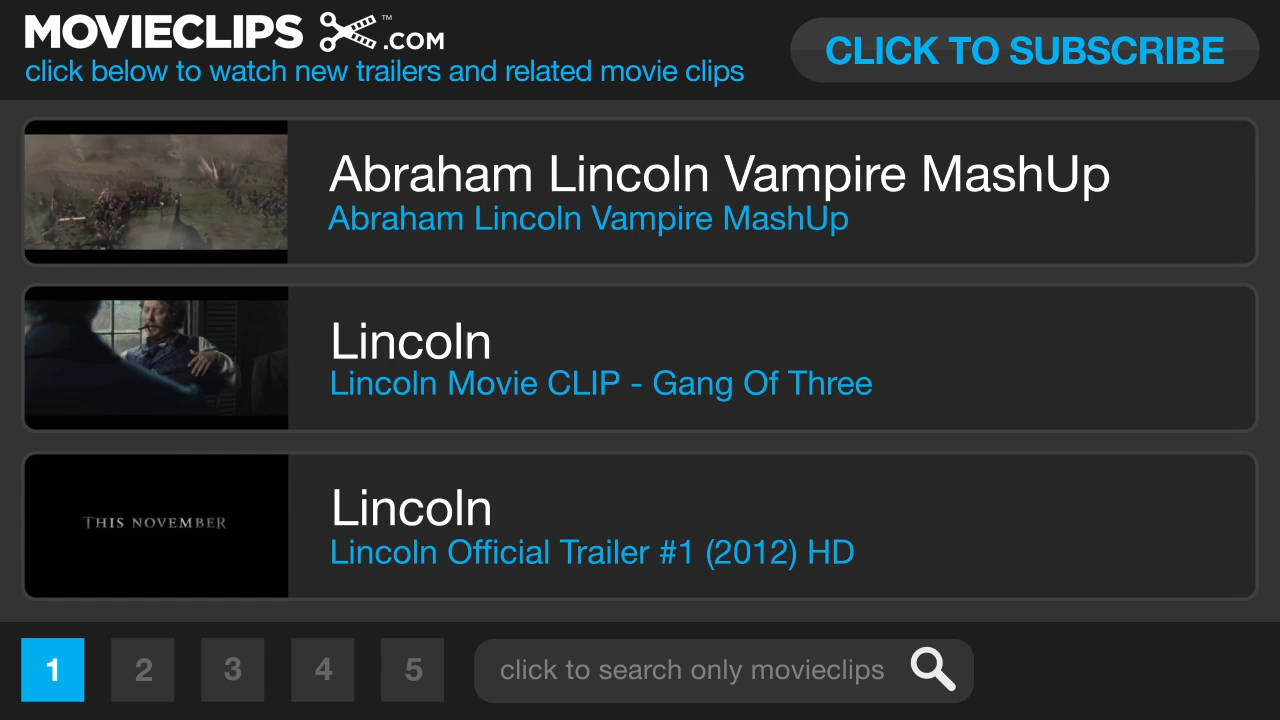 MOVIECLIPS ™ .COM
click below to watch new trailers and related movie clips
CLICK TO SUBSCRIBE
Abraham Lincoln Vampire MashUp
Abraham Lincoln Vampire MashUp
Lincoln
Lincoln Movie CLIP - Gang Of Three
THIS NOVEMBER
Lincoln
Lincoln Official Trailer #1 (2012) HD
1 2 3 4 5
click to search only movieclips